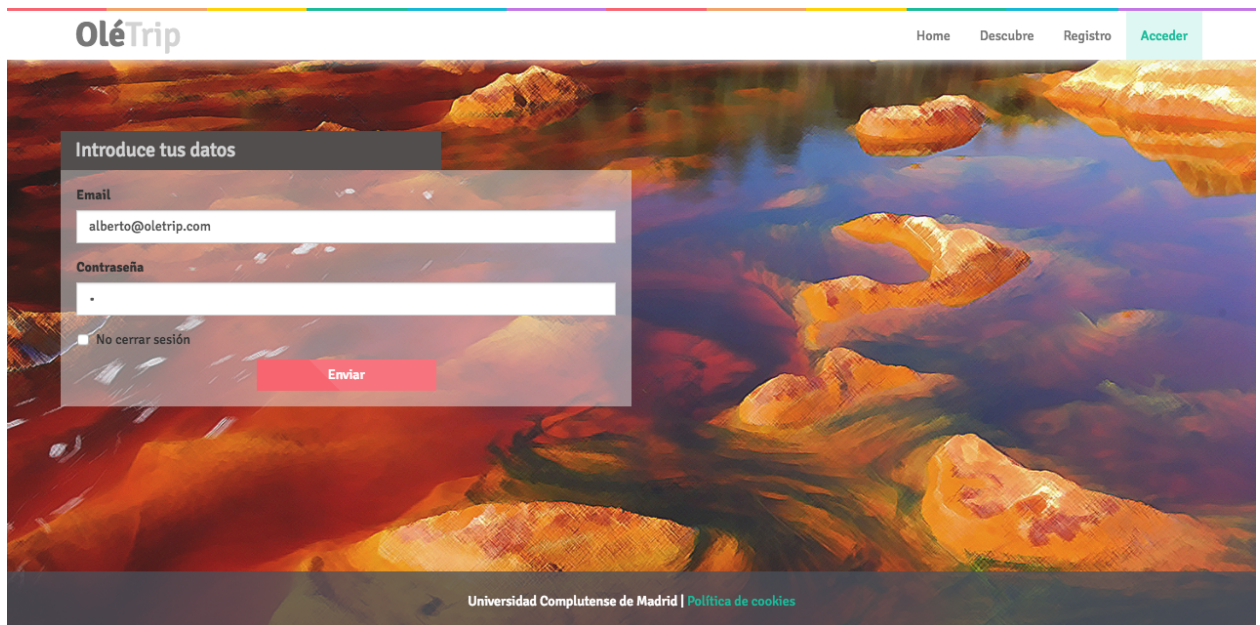 OléTrip
Home Descubre Registro Acceder
Introduce tus datos
Email
alberto@oletrip.com
Contraseña
No cerrar sesión
Enviar
Universidad Complutense de Madrid | Política de cookies